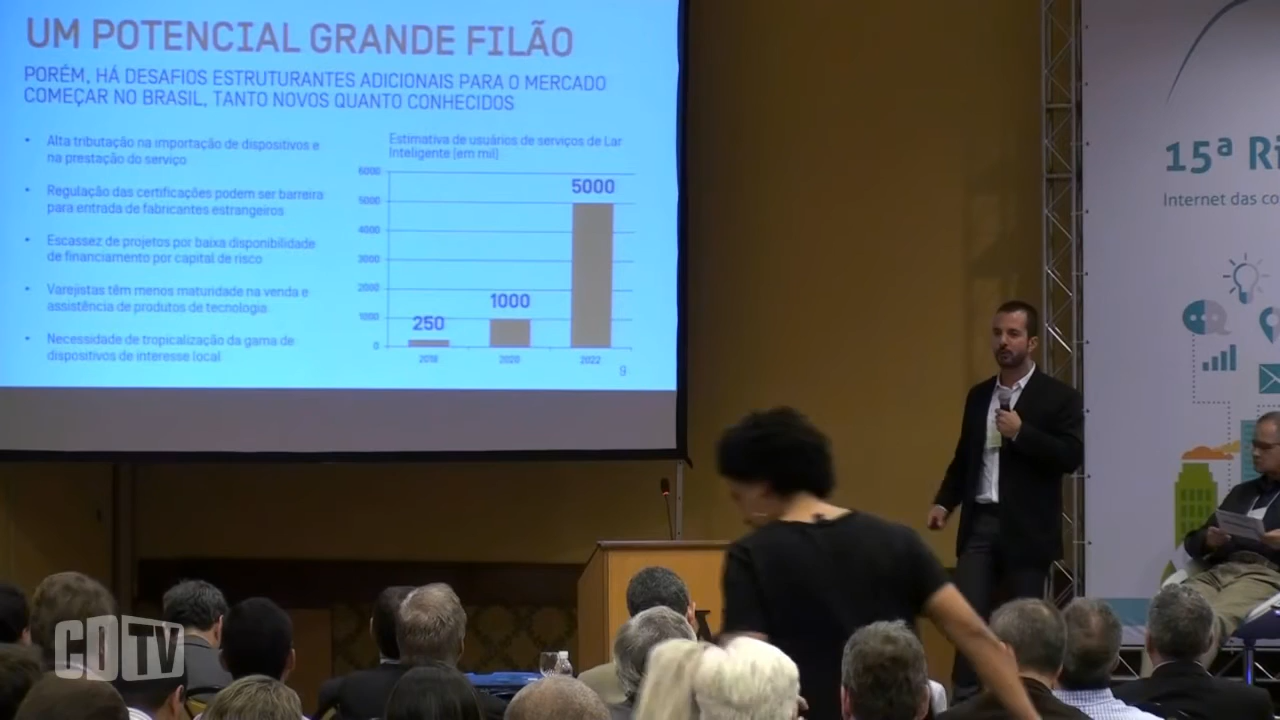 UM POTENCIAL GRANDE FILÃO
PORÉM, HÁ DESAFIOS ESTRUTURANTES ADICIONAIS PARA O MERCADO
COMEÇAR NO BRASIL, TANTO NOVOS QUANTO CONHECIDOS
• Alta tributação na importação de dispositivos e
na prestação do serviço
• Regulação das certificações podem ser barreira
para entrada de fabricantes estrangeiros
• Escassez de projetos por baixa disponibilidade
de financiamento por capital de risco
• Varejistas têm menos maturidade na venda e
assistência de produtos de tecnologia
• Necessidade de tropicalização da gama de
dispositivos de interesse local
Estimativa de usuários de serviços de Lar
Inteligente (em mil)
6000
5000
4000
3000
2000
1000
0
250
1000
5000
2018
2020
2022
9
15ª Ri
Internet das co
CDTV